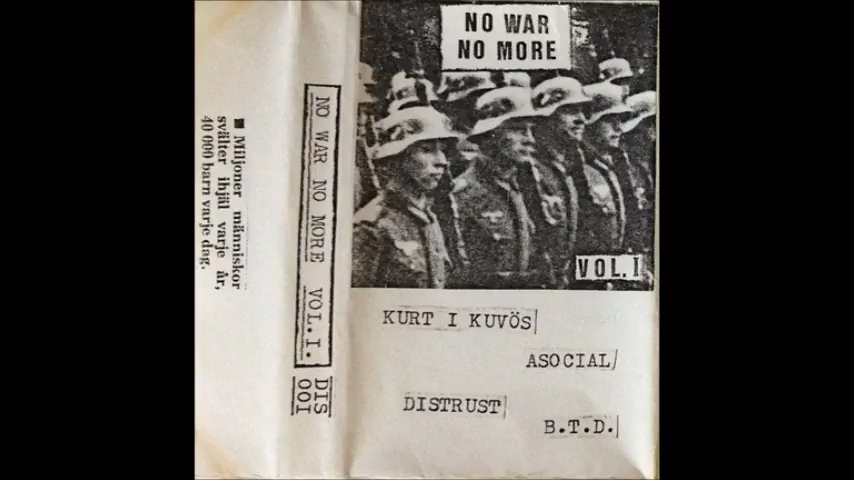 ■ Miljoner människor
svälter ihjäl varje år,
40 000 barn varje dag.
NO WAR NO MORE VOL.I.
DIS
OOI
NO WAR
NO MORE
VOL.I
KURT I KUVÖS
ASOCIAL
DISTRUST
B.T.D.